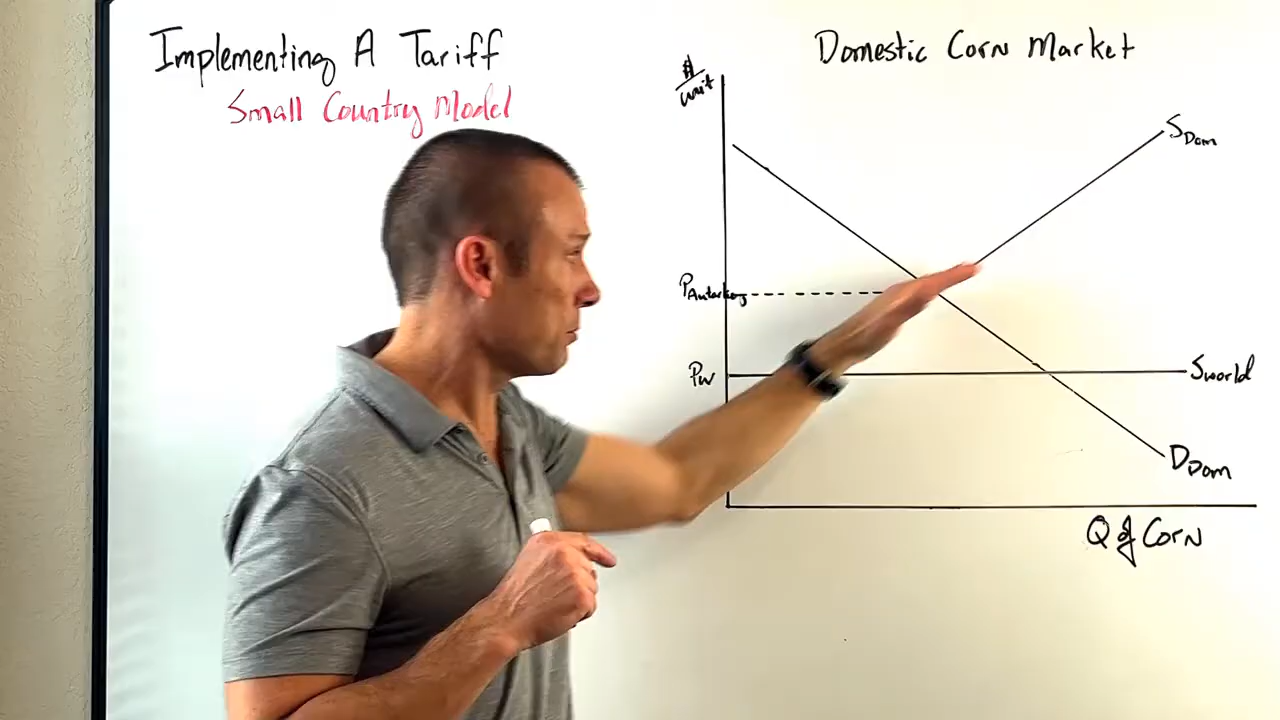 Implementing A Tariff
Small Country Model
Domestic Corn Market
$/unit
SDom
PAutarky
PW
Sworld
DDom
Q of Corn